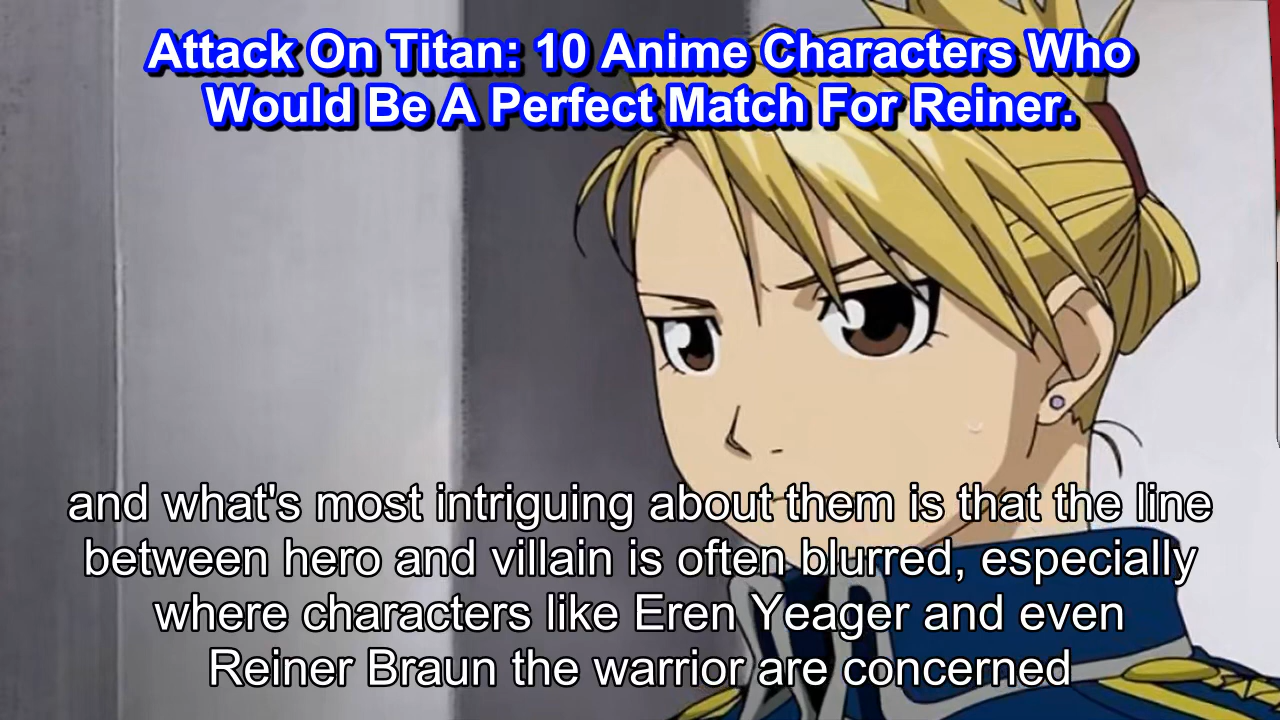 Attack On Titan: 10 Anime Characters Who
Would Be A Perfect Match For Reiner.
and what's most intriguing about them is that the line
between hero and villain is often blurred, especially
where characters like Eren Yeager and even
Reiner Braun the warrior are concerned